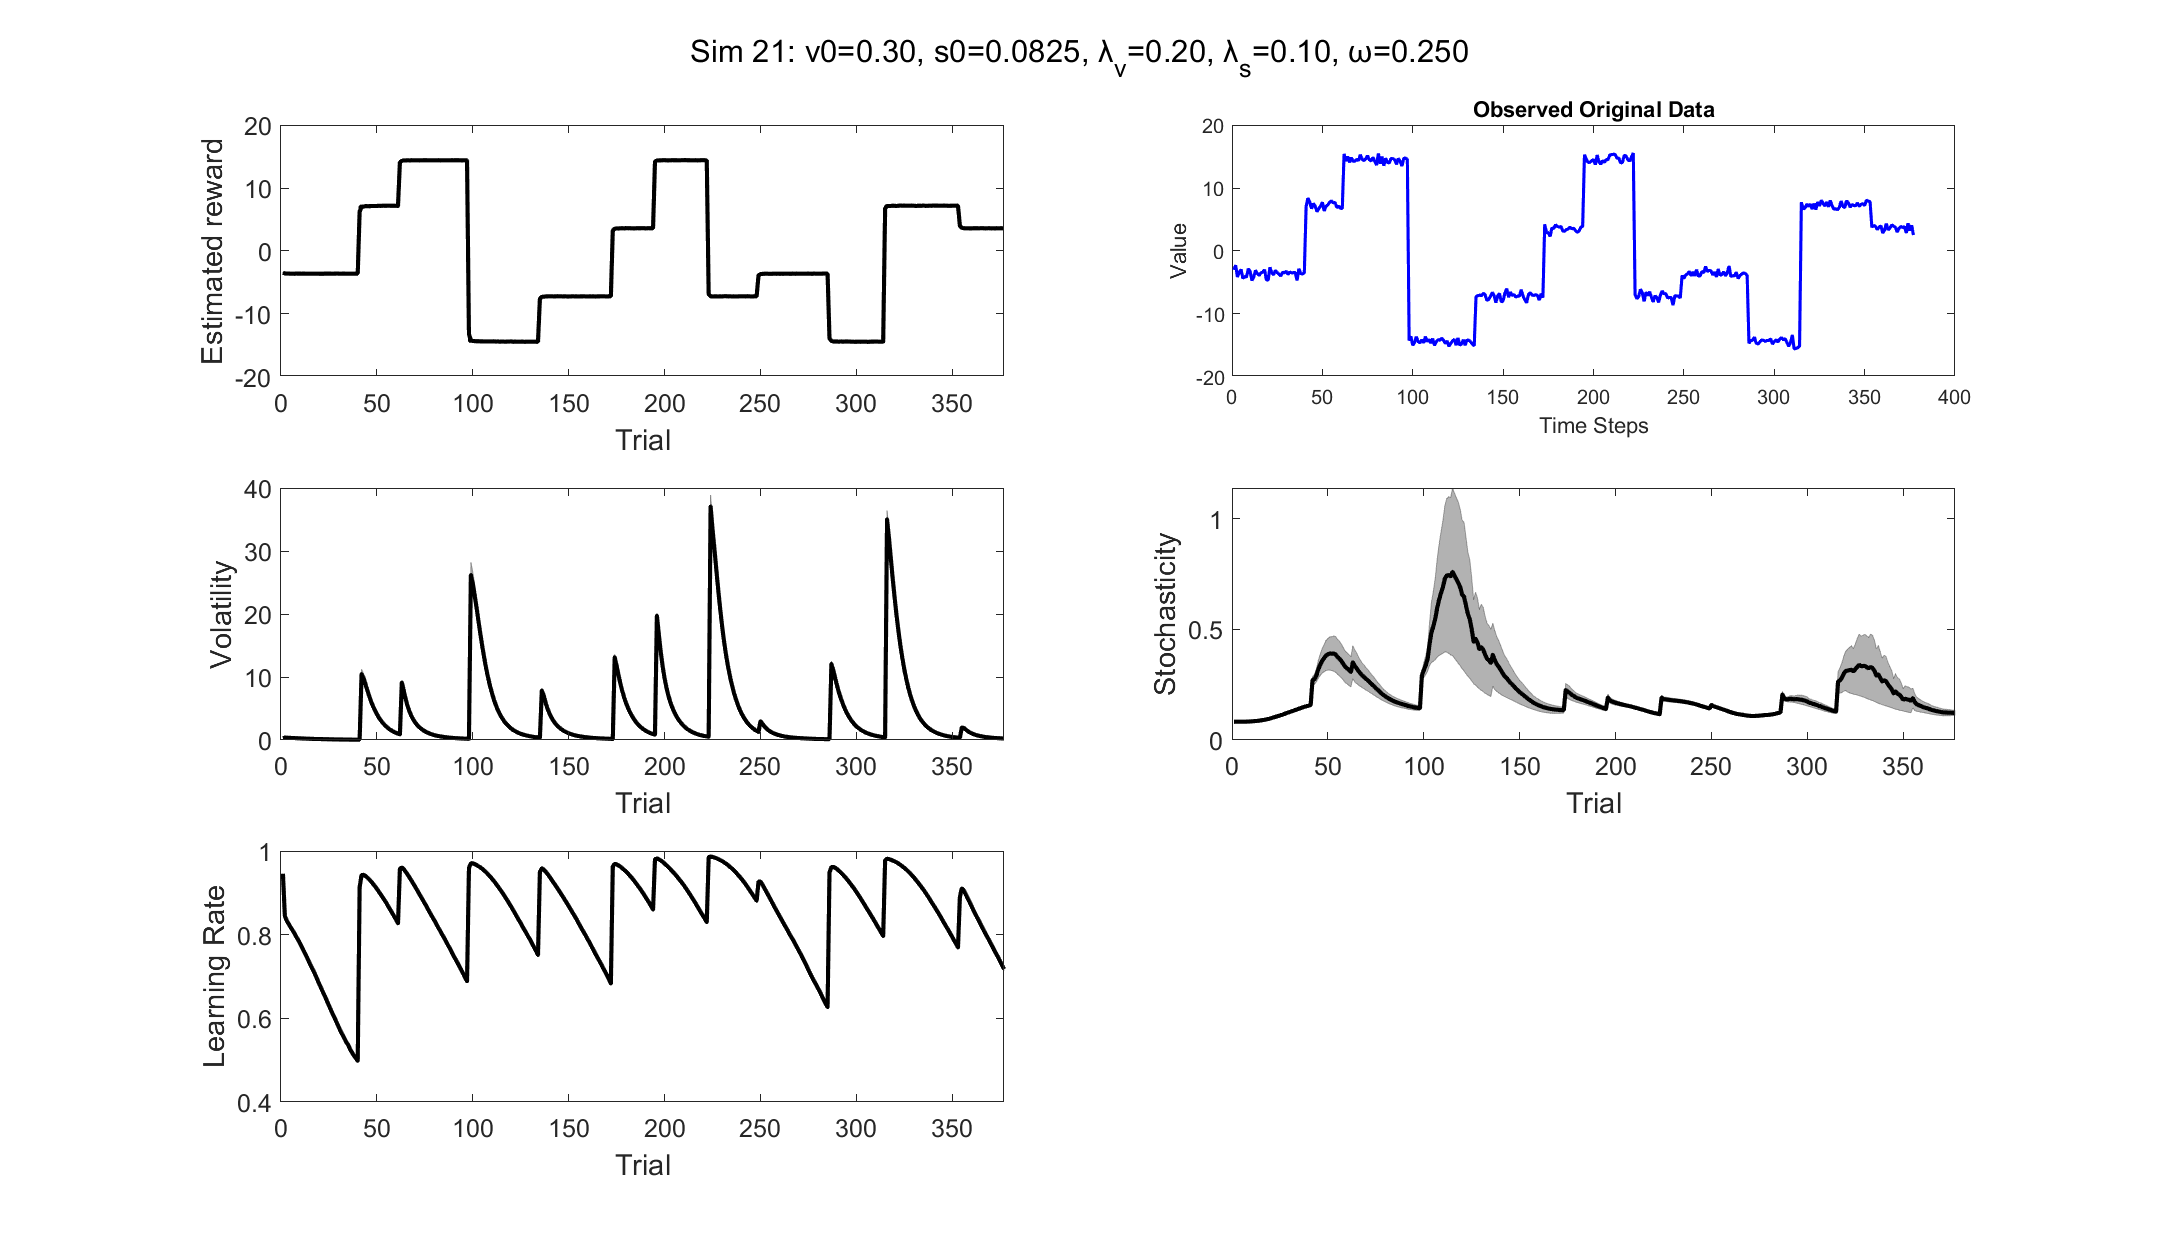 Sim 21: v0=0.30, s0=0.0825, λ_v=0.20, λ_s=0.10, ω=0.250
Estimated reward
20
10
0
-10
-20
0 50 100 150 200 250 300 350
Trial
Observed Original Data
Value
20
10
0
-10
-20
0 50 100 150 200 250 300 350 400
Time Steps
Volatility
40
30
20
10
0
0 50 100 150 200 250 300 350
Trial
Stochasticity
1
0.5
0
0 50 100 150 200 250 300 350
Trial
Learning Rate
1
0.8
0.6
0.4
0 50 100 150 200 250 300 350
Trial